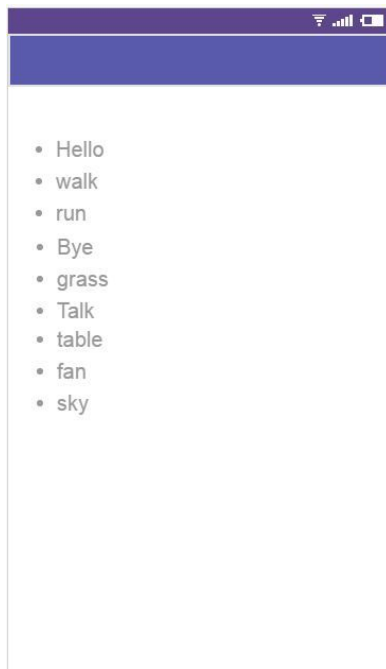 • Hello
• walk
• run
• Bye
• grass
• Talk
• table
• fan
• sky